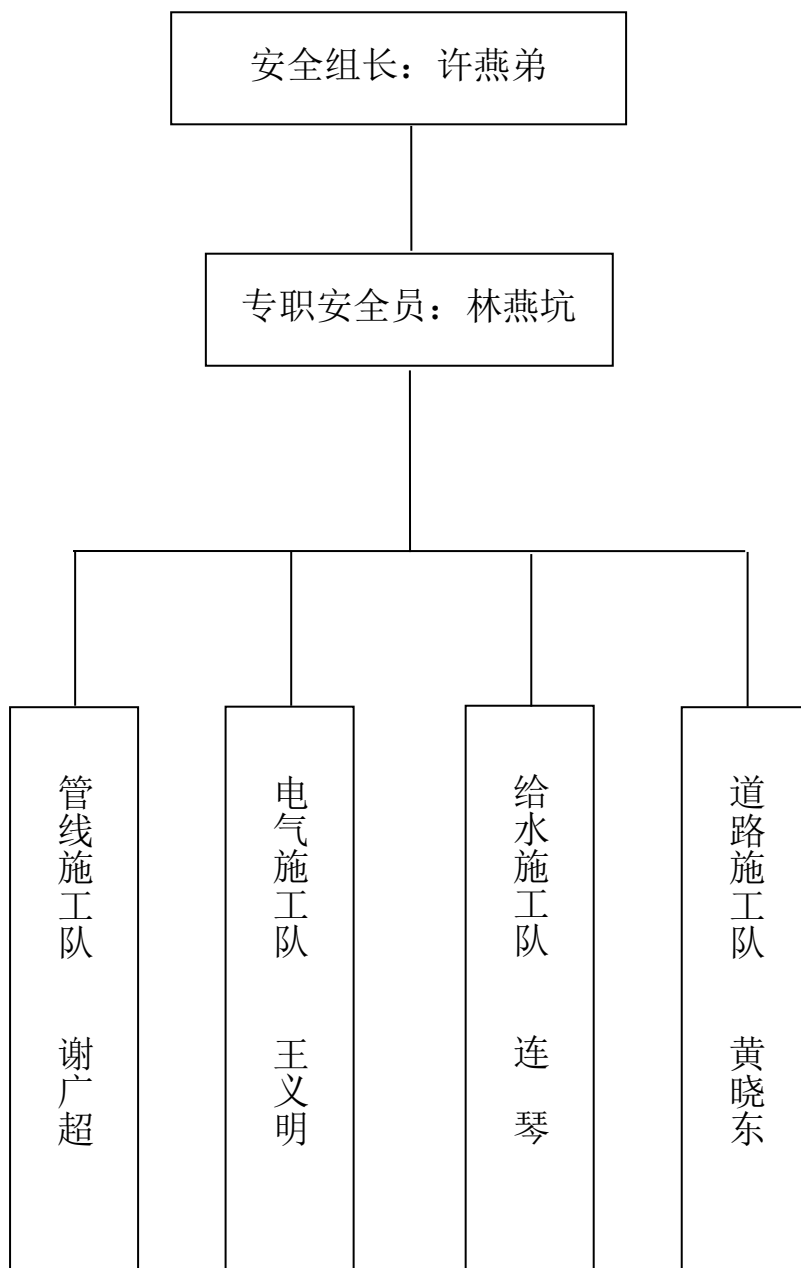 安全组长：许燕弟
专职安全员：林燕坑
管线施工队 谢广超
电气施工队 王义明
给水施工队 连 琴
道路施工队 黄晓东